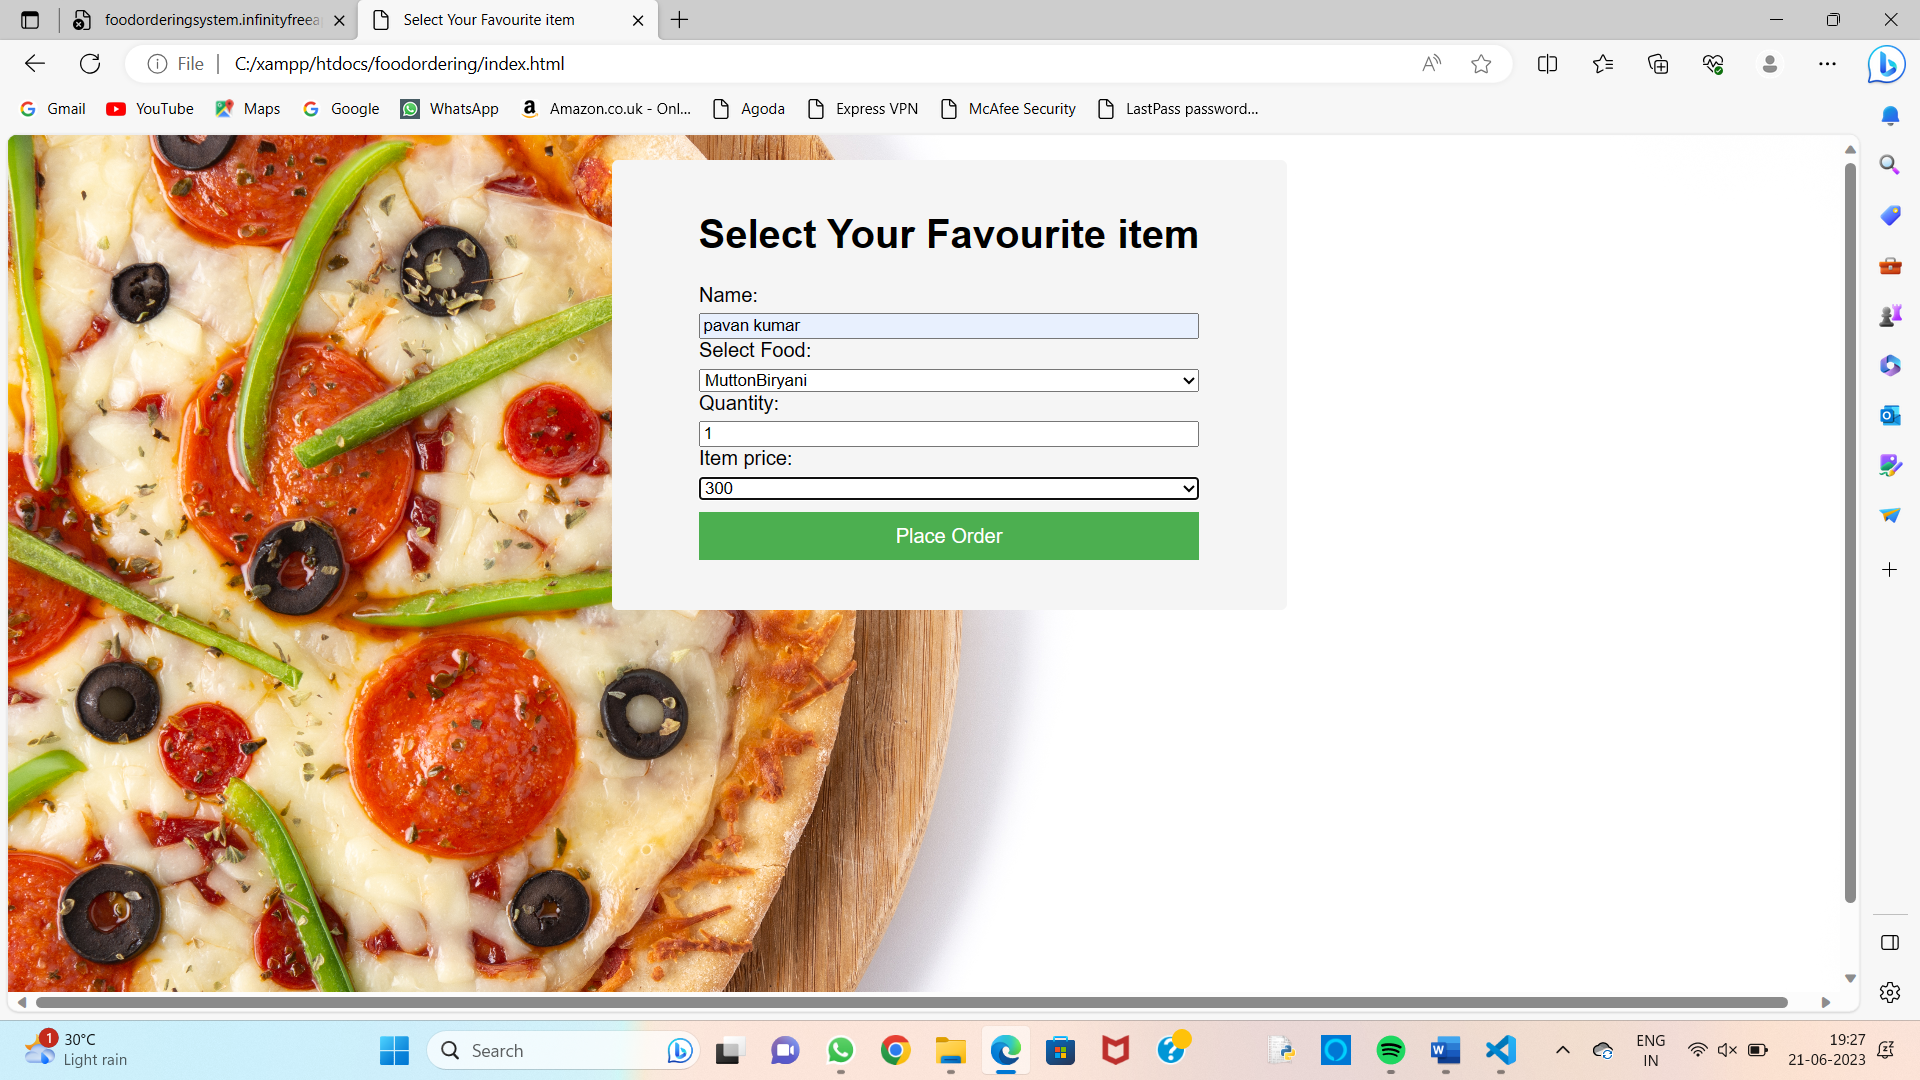 foodorderingsystem.infinityfreea
Select Your Favourite item
File
C:/xampp/htdocs/foodordering/index.html
Gmail
YouTube
Maps
Google
WhatsApp
Amazon.co.uk - Onl...
Agoda
Express VPN
McAfee Security
LastPass password...
Select Your Favourite item
Name:
pavan kumar
Select Food:
MuttonBiryani
Quantity:
1
Item price:
300
Place Order
1
30°C
Light rain
Search
ENG
IN
19:27
21-06-2023